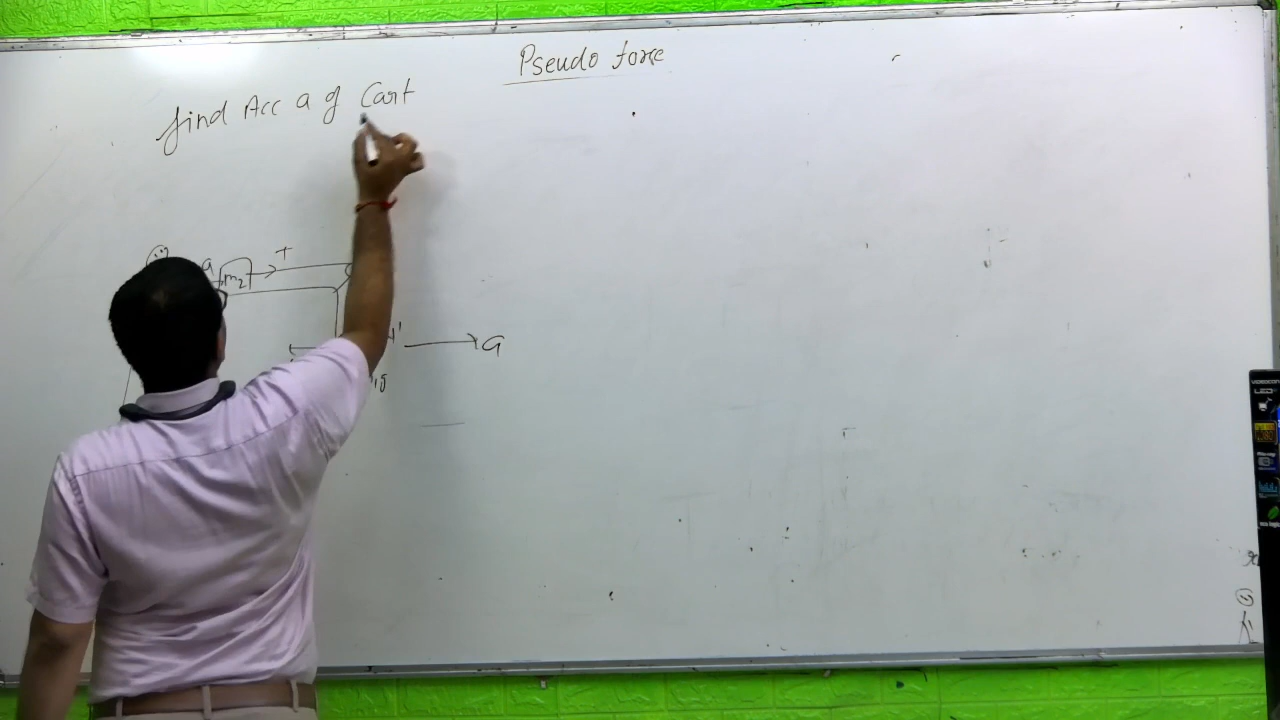 Pseudo force
find Acc a of Cart
a m2 T
a